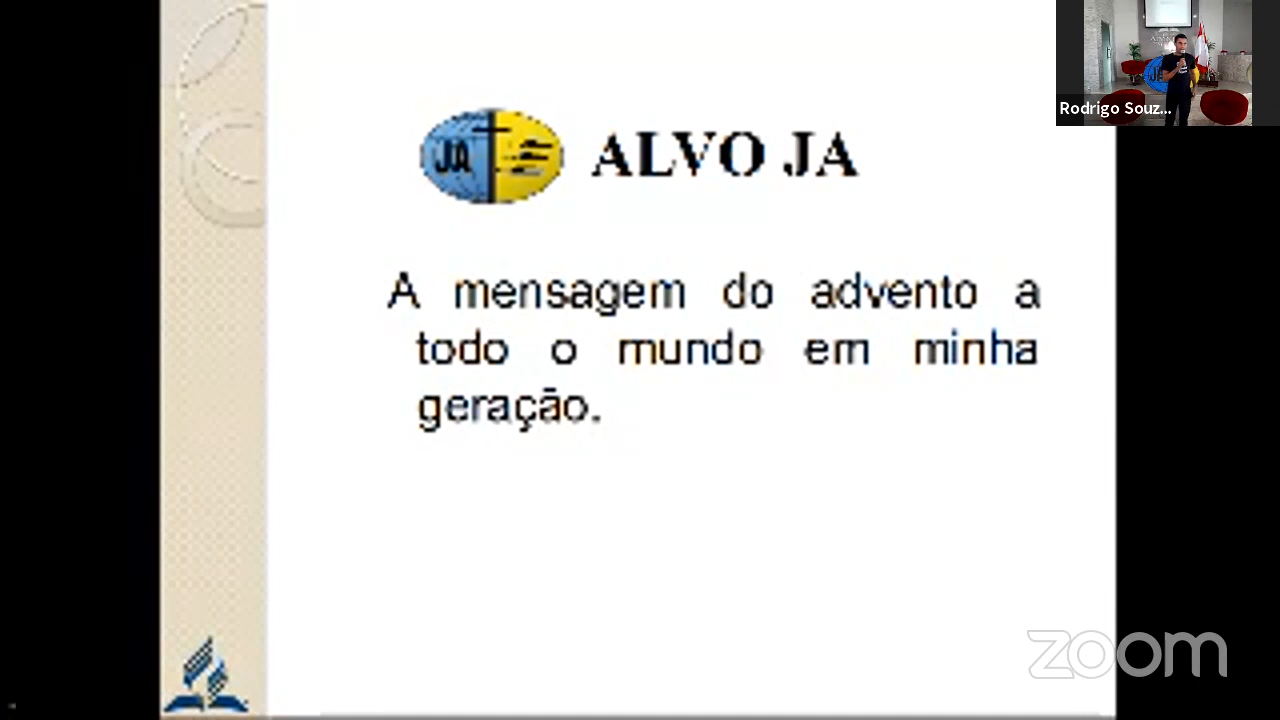 Rodrigo Souz...
JA ALVO JA
A mensagem do advento a
todo o mundo em minha
geração.
zoom